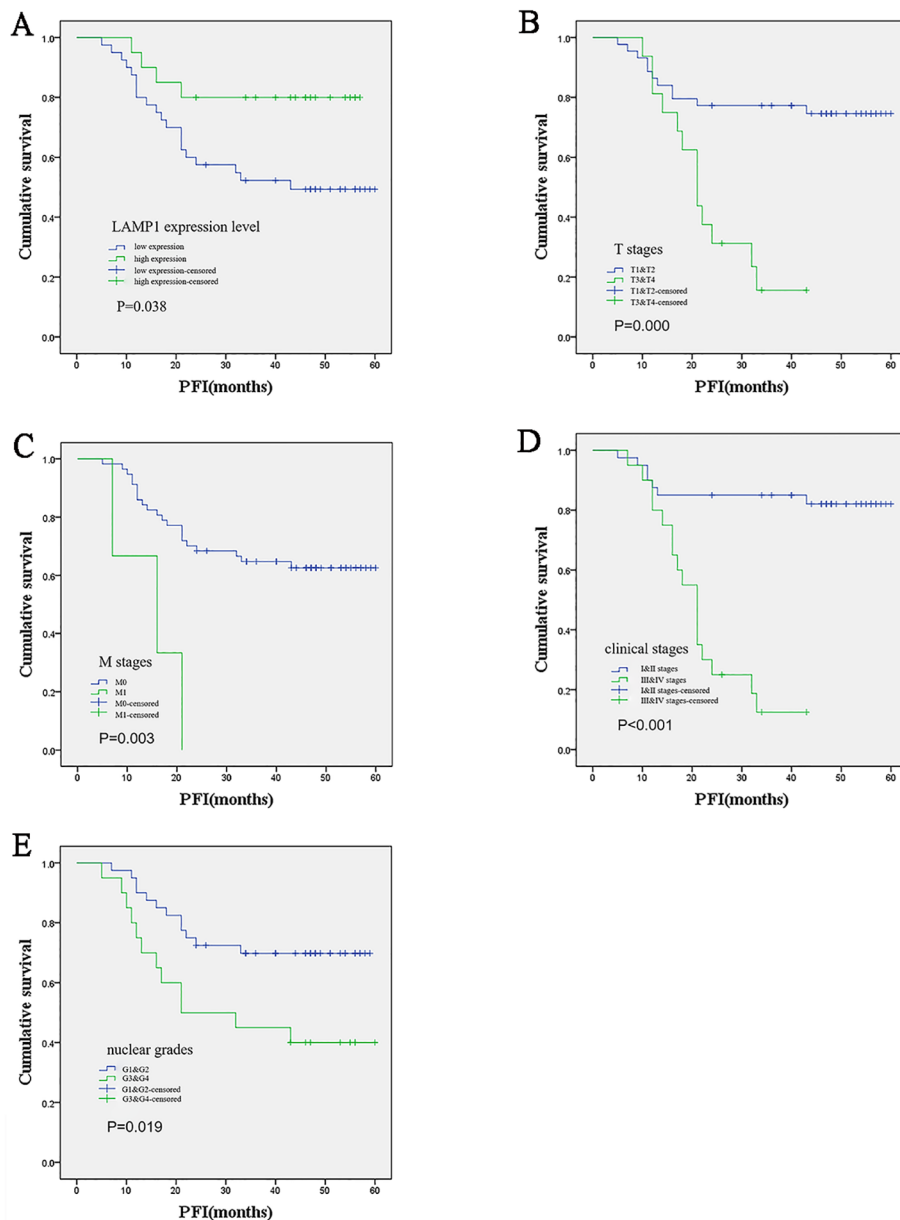 A
1.0
0.8
0.6
0.4
0.2
0.0
Cumulative survival
LAMP1 expression level
low expression
high expression
low expression-censored
high expression-censored
P=0.038
0 10 20 30 40 50 60
PFI(months)
B
1.0
0.8
0.6
0.4
0.2
0.0
Cumulative survival
T stages
T1&T2
T3&T4
T1&T2-censored
T3&T4-censored
P=0.000
0 10 20 30 40 50 60
PFI(months)
C
1.0
0.8
0.6
0.4
0.2
0.0
Cumulative survival
M stages
M0
M1
M0-censored
M1-censored
P=0.003
0 10 20 30 40 50 60
PFI(months)
D
1.0
0.8
0.6
0.4
0.2
0.0
Cumulative survival
clinical stages
I&II stages
III&IV stages
I&II stages-censored
III&IV stages-censored
P<0.001
0 10 20 30 40 50 60
PFI(months)
E
1.0
0.8
0.6
0.4
0.2
0.0
Cumulative survival
nuclear grades
G1&G2
G3&G4
G1&G2-censored
G3&G4-censored
P=0.019
0 10 20 30 40 50 60
PFI(months)